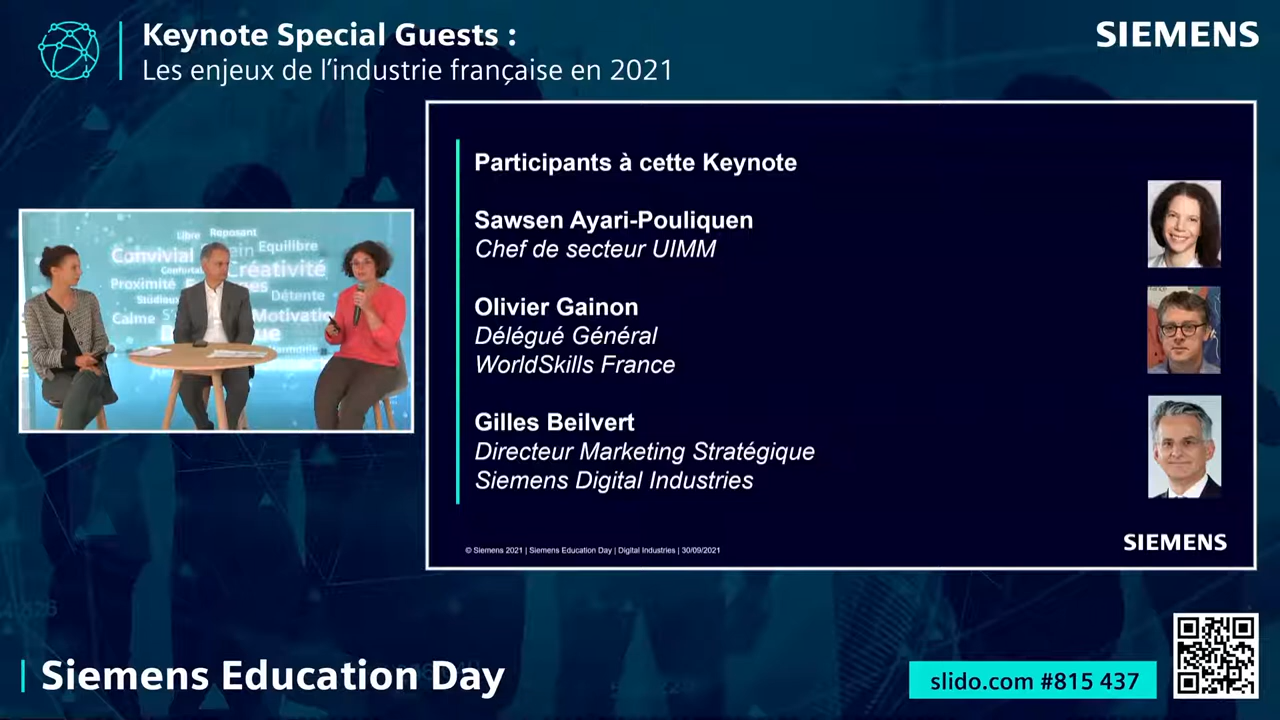 Keynote Special Guests :
Les enjeux de l'industrie française en 2021
SIEMENS
Participants à cette Keynote
Sawsen Ayari-Pouliquen
Chef de secteur UIMM
Olivier Gainon
Délégué Général
WorldSkills France
Gilles Beilvert
Directeur Marketing Stratégique
Siemens Digital Industries
© Siemens 2021 | Siemens Education Day | Digital Industries | 30/09/2021
SIEMENS
Libre Reposant
Convivial Equilibre
Créativité
Proximité
Studieux Détente
Calme
Siemens Education Day
slido.com #815 437